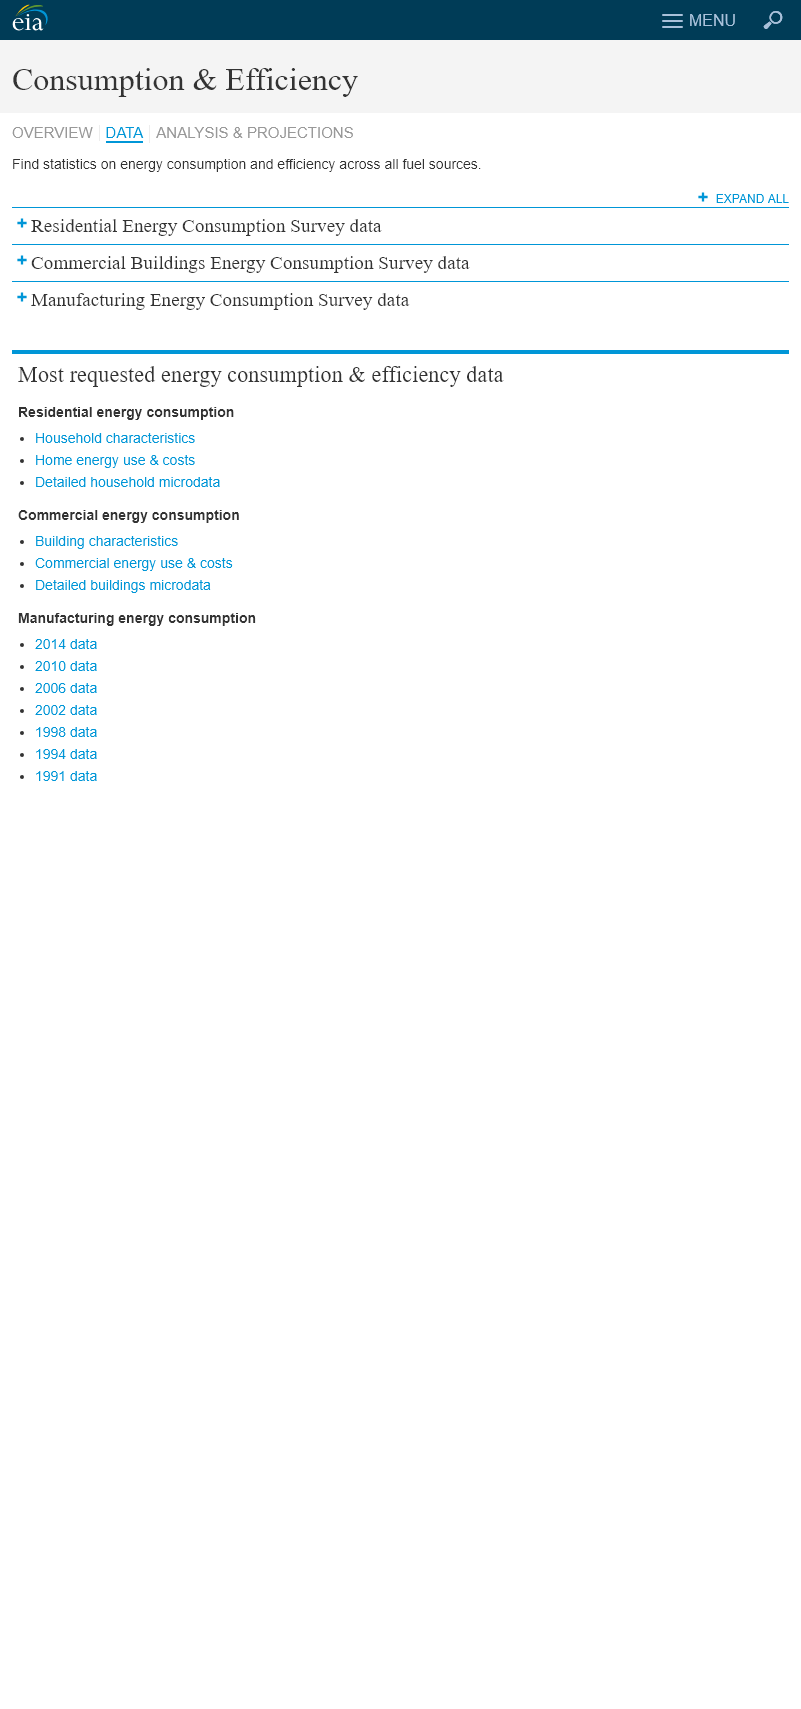 eia
MENU
Consumption & Efficiency
OVERVIEW DATA ANALYSIS & PROJECTIONS
Find statistics on energy consumption and efficiency across all fuel sources.
+ EXPAND ALL
+ Residential Energy Consumption Survey data
+ Commercial Buildings Energy Consumption Survey data
+ Manufacturing Energy Consumption Survey data
Most requested energy consumption & efficiency data
Residential energy consumption
• Household characteristics
• Home energy use & costs
• Detailed household microdata
Commercial energy consumption
• Building characteristics
• Commercial energy use & costs
• Detailed buildings microdata
Manufacturing energy consumption
• 2014 data
• 2010 data
• 2006 data
• 2002 data
• 1998 data
• 1994 data
• 1991 data